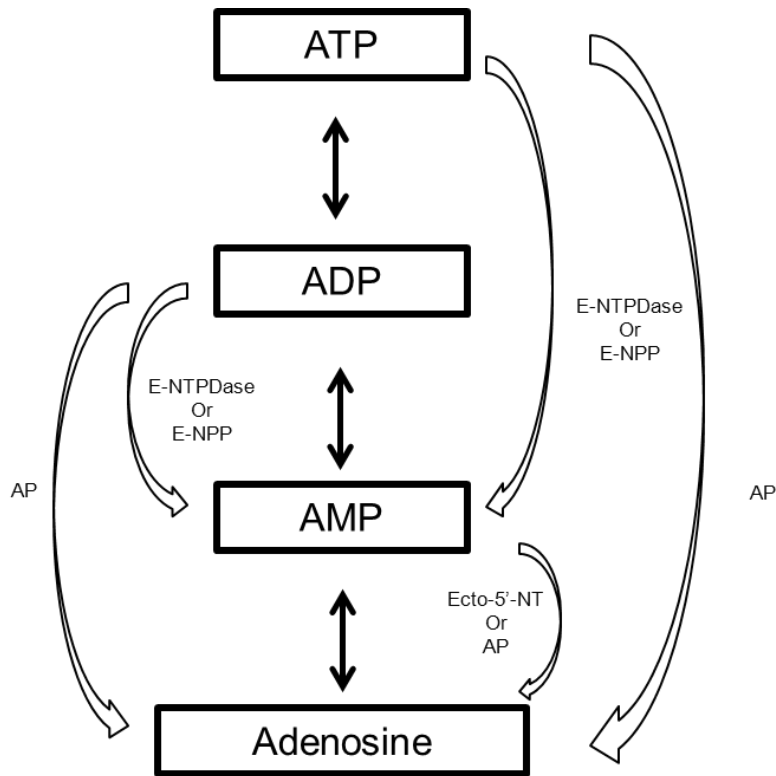 ATP
ADP
E-NTPDase
Or
E-NPP
E-NTPDase
Or
E-NPP
AP
AP
AMP
Ecto-5’-NT
Or
AP
Adenosine